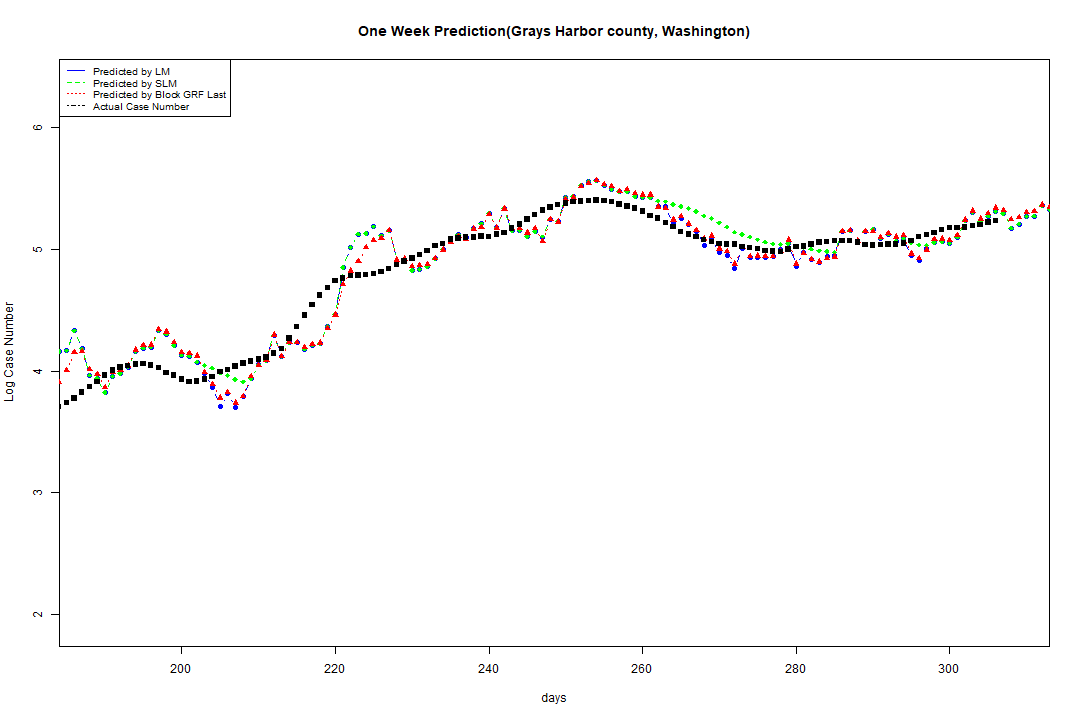 One Week Prediction(Grays Harbor county, Washington)
Predicted by LM
Predicted by SLM
Predicted by Block GRF Last
Actual Case Number
Log Case Number
6
5
4
3
2
200 220 240 260 280 300
days